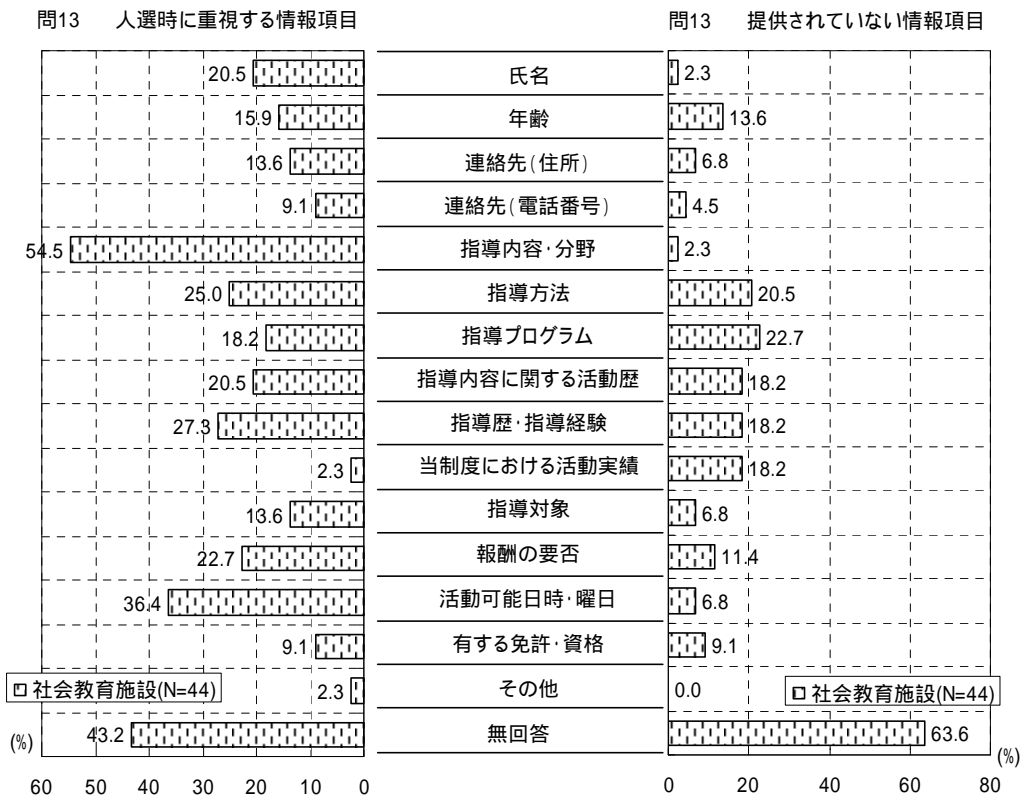 問13 人選時に重視する情報項目
問13 提供されていない情報項目
20.5 氏名 2.3
15.9 年齢 13.6
13.6 連絡先(住所) 6.8
9.1 連絡先(電話番号) 4.5
54.5 指導内容・分野 2.3
25.0 指導方法 20.5
18.2 指導プログラム 22.7
20.5 指導内容に関する活動歴 18.2
27.3 指導歴・指導経験 18.2
2.3 当制度における活動実績 18.2
13.6 指導対象 6.8
22.7 報酬の要否 11.4
36.4 活動可能日時・曜日 6.8
9.1 有する免許・資格 9.1
社会教育施設(N=44) 2.3 その他 0.0 社会教育施設(N=44)
(%) 43.2 無回答 63.6 (%)
60 50 40 30 20 10 0 0 20 40 60 80